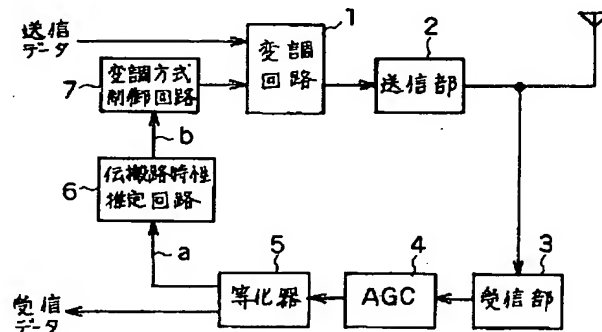 送信
データ
1
変調
回路
2
送信部
7
変調方式
制御回路
b
6
伝搬路特性
推定回路
a
5
等化器
4
AGC
3
受信部
受信
データ